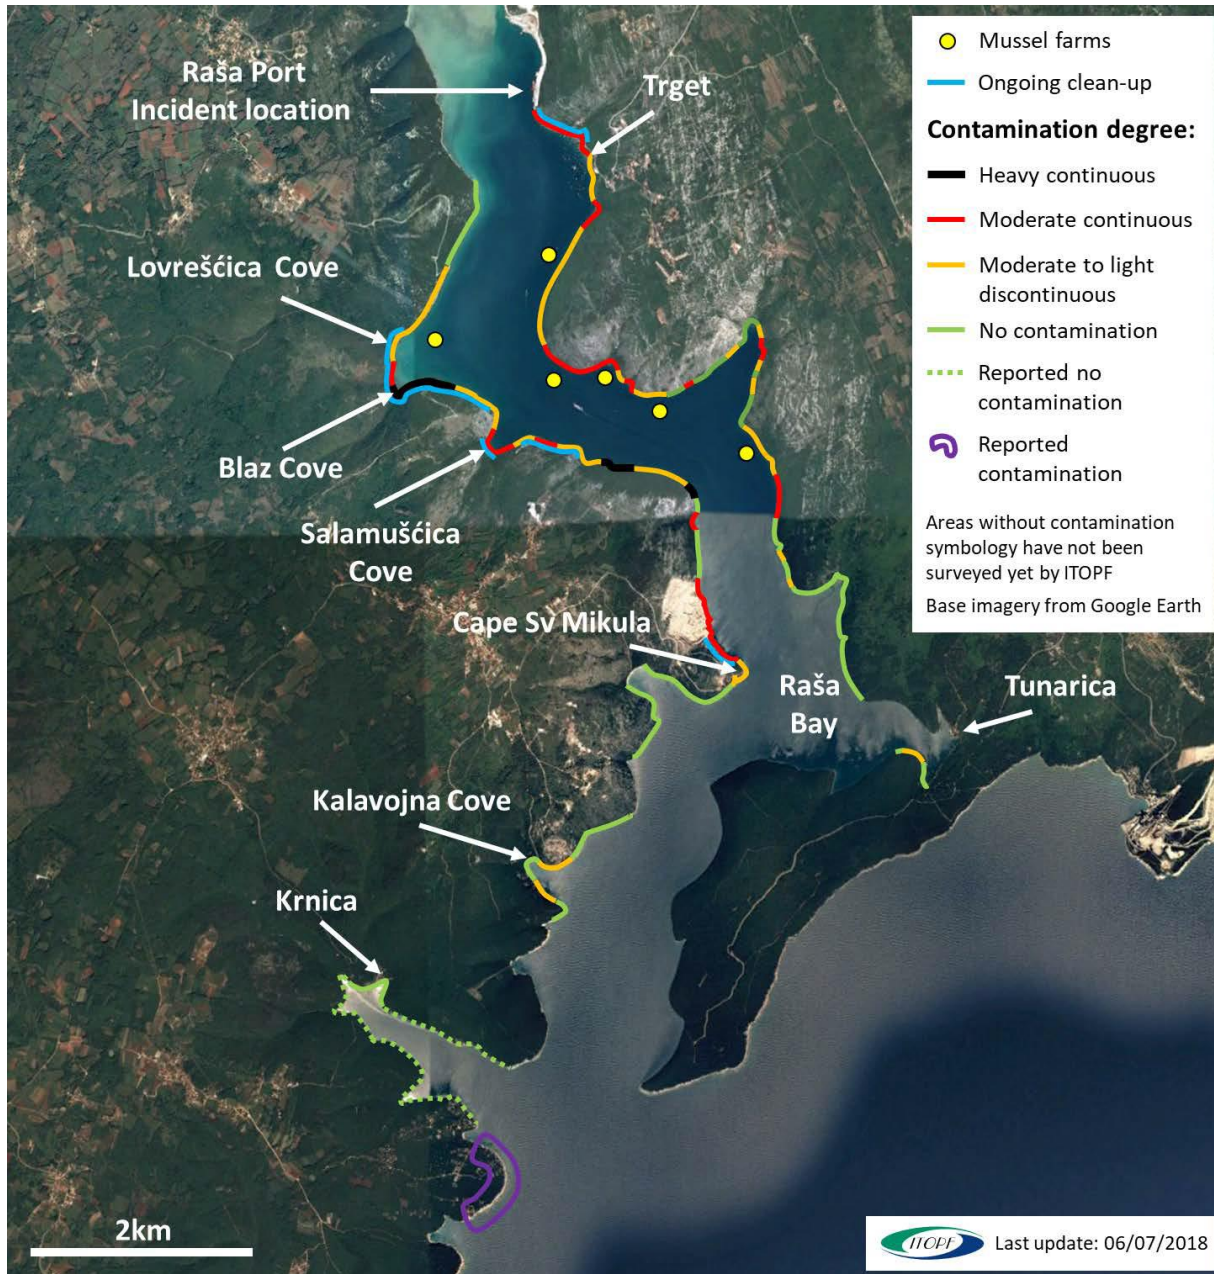 Raša Port
Incident location
Trget
Lovrešćica Cove
Blaz Cove
Salamušćica
Cove
Cape Sv Mikula
Raša
Bay
Tunarica
Kalavojna Cove
Krnica
2km
Mussel farms
Ongoing clean-up
Contamination degree:
Heavy continuous
Moderate continuous
Moderate to light
discontinuous
No contamination
Reported no
contamination
Reported
contamination
Areas without contamination
symbology have not been
surveyed yet by ITOPF
Base imagery from Google Earth
ITOPF
Last update: 06/07/2018